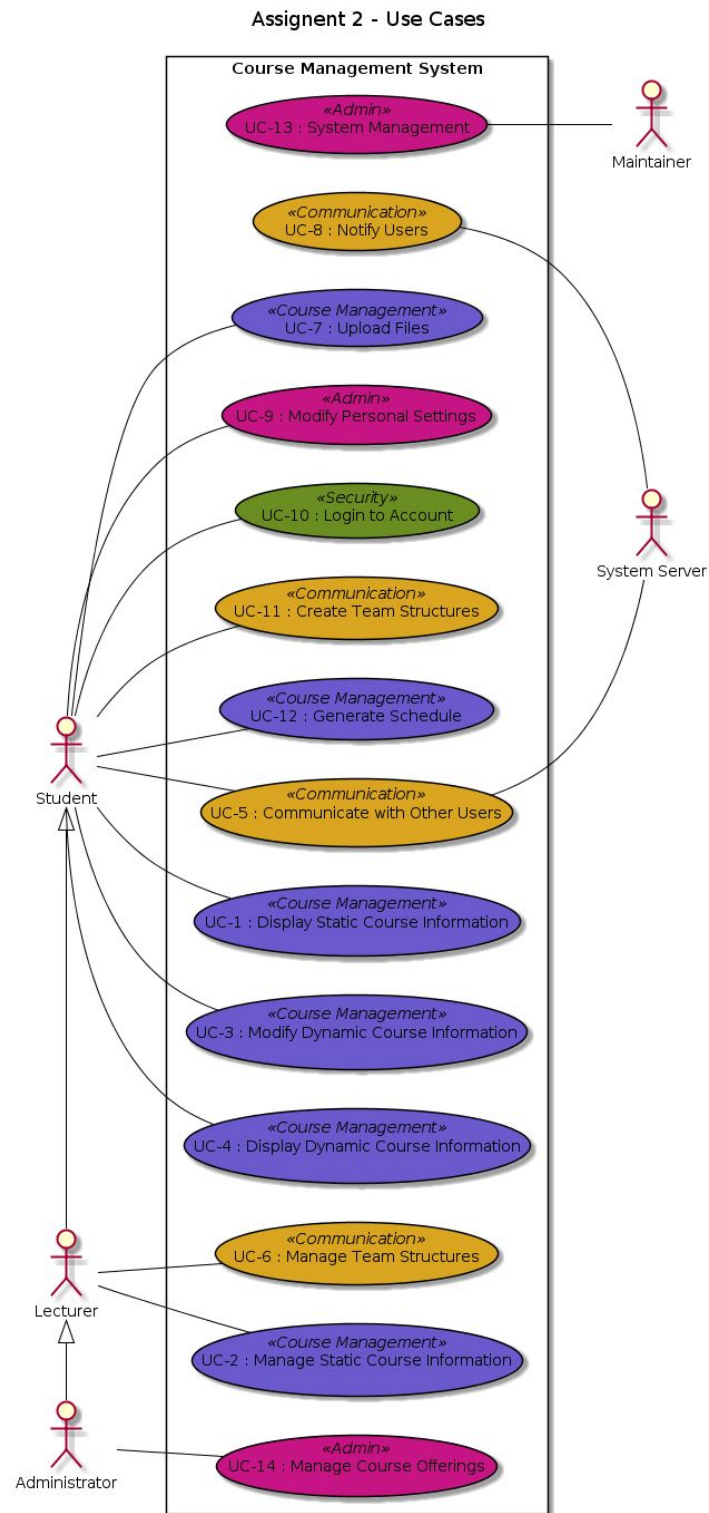 Assignent 2 - Use Cases
Course Management System
«Admin»
UC-13 : System Management
Maintainer
«Communication»
UC-8 : Notify Users
«Course Management»
UC-7 : Upload Files
«Admin»
UC-9 : Modify Personal Settings
«Security»
UC-10 : Login to Account
System Server
«Communication»
UC-11 : Create Team Structures
«Course Management»
UC-12 : Generate Schedule
Student
«Communication»
UC-5 : Communicate with Other Users
«Course Management»
UC-1 : Display Static Course Information
«Course Management»
UC-3 : Modify Dynamic Course Information
«Course Management»
UC-4 : Display Dynamic Course Information
«Communication»
UC-6 : Manage Team Structures
Lecturer
«Course Management»
UC-2 : Manage Static Course Information
«Admin»
UC-14 : Manage Course Offerings
Administrator